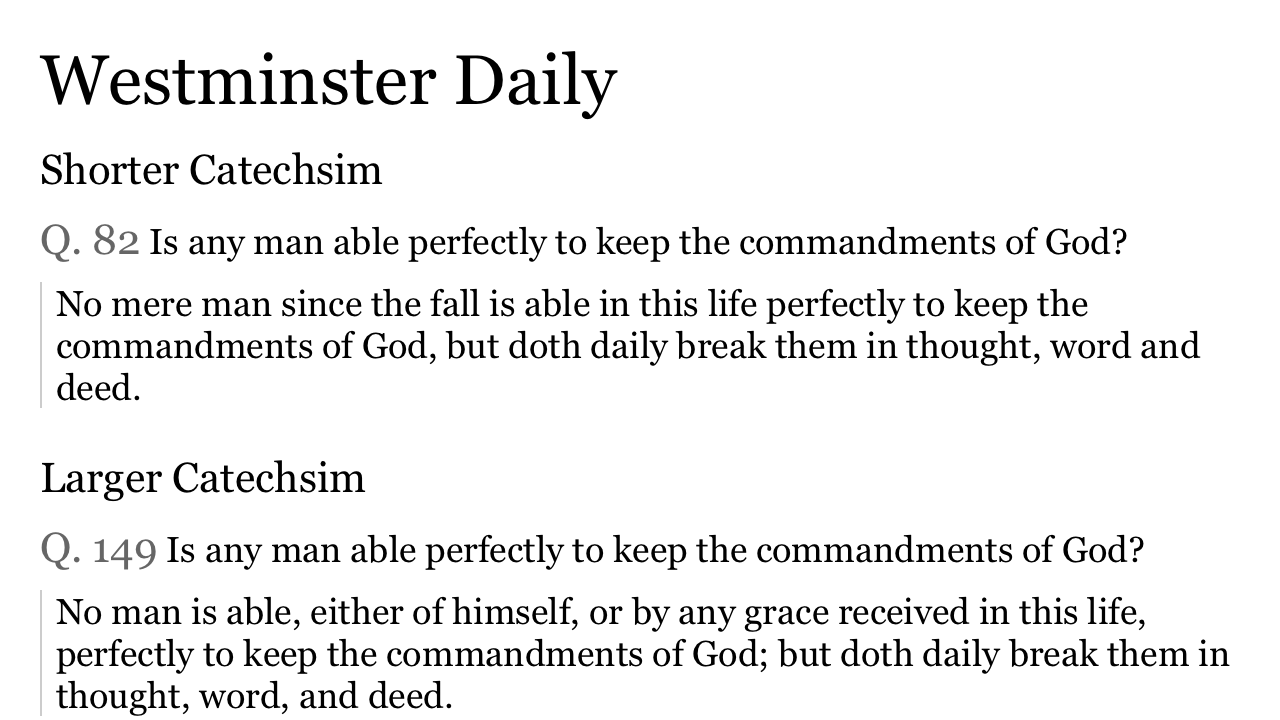 Westminster Daily
Shorter Catechsim
Q. 82 Is any man able perfectly to keep the commandments of God?
No mere man since the fall is able in this life perfectly to keep the
commandments of God, but doth daily break them in thought, word and
deed.
Larger Catechsim
Q. 149 Is any man able perfectly to keep the commandments of God?
No man is able, either of himself, or by any grace received in this life,
perfectly to keep the commandments of God; but doth daily break them in
thought, word, and deed.